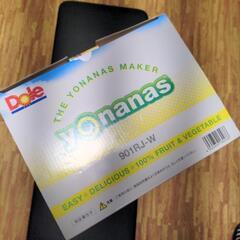 Dole
THE YONANAS MAKER
yonanas
901RJ-W
EASY • DELICIOUS • 100% FRUIT & VEGETABLE